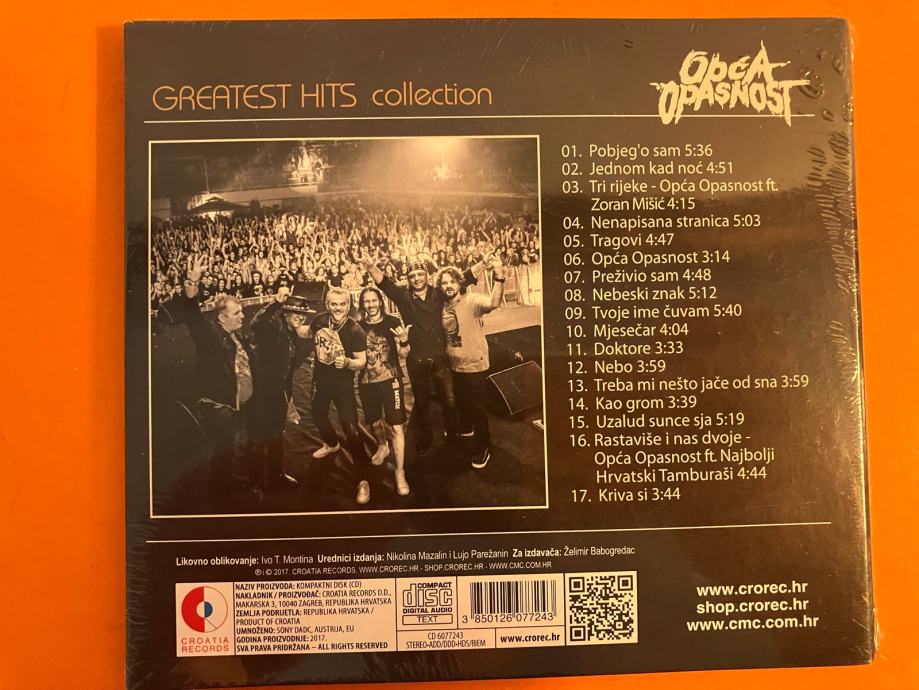 GREATEST HITS collection
Opća
OPASNOST
01. Pobjeg'o sam 5:36
02. Jednom kad noć 4:51
03. Tri rijeke - Opća Opasnost ft.
Zoran Mišić 4:15
04. Nenapisana stranica 5:03
05. Tragovi 4:47
06. Opća Opasnost 3:14
07. Preživio sam 4:48
08. Nebeski znak 5:12
09. Tvoje ime čuvam 5:40
10. Mjesečar 4:04
11. Doktore 3:33
12. Nebo 3:59
13. Treba mi nešto jače od sna 3:59
14. Kao grom 3:39
15. Uzalud sunce sja 5:19
16. Rastaviše i nas dvoje -
Opća Opasnost ft. Najbolji
Hrvatski Tamburaši 4:44
17. Kriva si 3:44
Likovno oblikovanje: Ivo T. Montina Urednici izdanja: Nikolina Mazalin i Lujo Parežanin Za izdavača: Želimir Babogredac
℗ i © 2017. CROATIA RECORDS, WWW.CROREC.HR - SHOP.CROREC.HR - WWW.CMC.COM.HR
CROATIA
RECORDS
NAZIV PROIZVODA: KOMPAKTNI DISK (CD)
NAKLADNIK / PROIZVOĐAČ: CROATIA RECORDS D.D.,
MAKARSKA 3, 10040 ZAGREB, REPUBLIKA HRVATSKA
ZEMLJA PODRIJETLA: REPUBLIKA HRVATSKA /
PRODUCT OF CROATIA
UMNOŽENO: SONY DADC, AUSTRIJA, EU
GODINA PROIZVODNJE: 2017.
SVA PRAVA PRIDRŽANA – ALL RIGHTS RESERVED
COMPACT
disc
DIGITAL AUDIO
TEXT
3 850126 077243
CD 6077243
STEREO-ADD/DDD-HDS/BIEM
www.crorec.hr
www.crorec.hr
shop.crorec.hr
www.cmc.com.hr